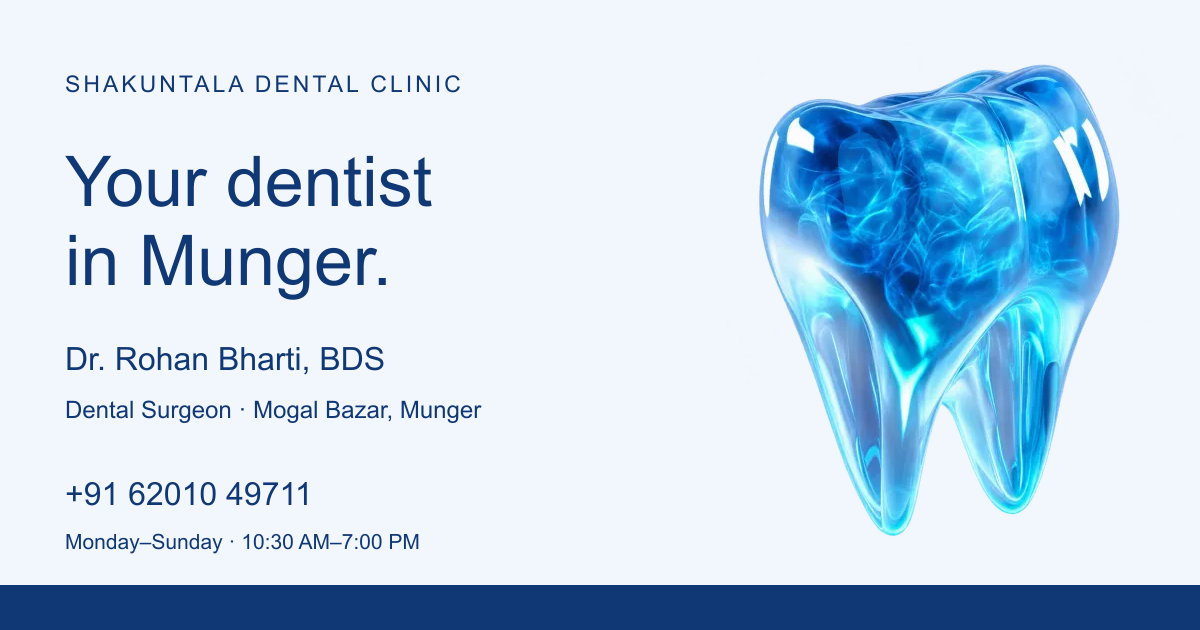 SHAKUNTALA DENTAL CLINIC
Your dentist
in Munger.
Dr. Rohan Bharti, BDS
Dental Surgeon · Mogal Bazar, Munger
+91 62010 49711
Monday–Sunday · 10:30 AM–7:00 PM